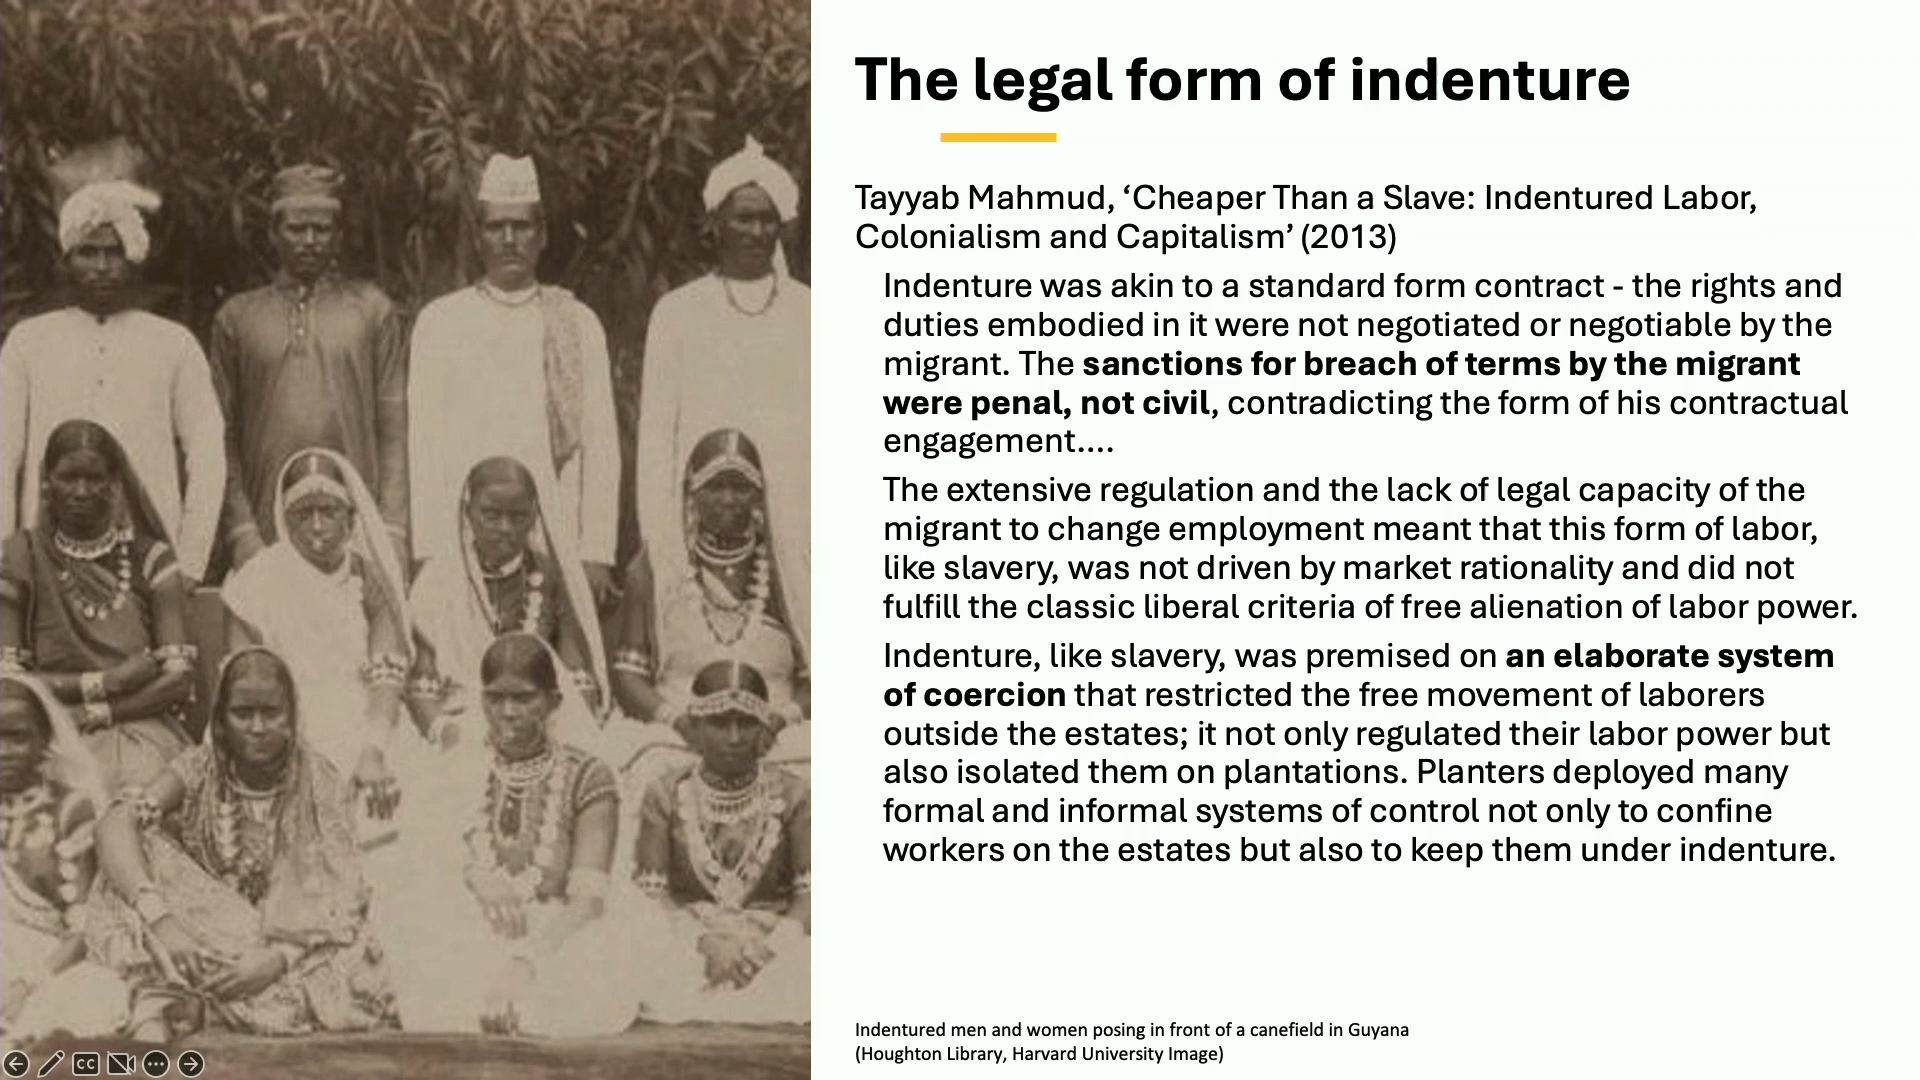 The legal form of indenture
Tayyab Mahmud, ‘Cheaper Than a Slave: Indentured Labor,
Colonialism and Capitalism’ (2013)
Indenture was akin to a standard form contract - the rights and
duties embodied in it were not negotiated or negotiable by the
migrant. The sanctions for breach of terms by the migrant
were penal, not civil, contradicting the form of his contractual
engagement....
The extensive regulation and the lack of legal capacity of the
migrant to change employment meant that this form of labor,
like slavery, was not driven by market rationality and did not
fulfill the classic liberal criteria of free alienation of labor power.
Indenture, like slavery, was premised on an elaborate system
of coercion that restricted the free movement of laborers
outside the estates; it not only regulated their labor power but
also isolated them on plantations. Planters deployed many
formal and informal systems of control not only to confine
workers on the estates but also to keep them under indenture.
Indentured men and women posing in front of a canefield in Guyana
(Houghton Library, Harvard University Image)
CC